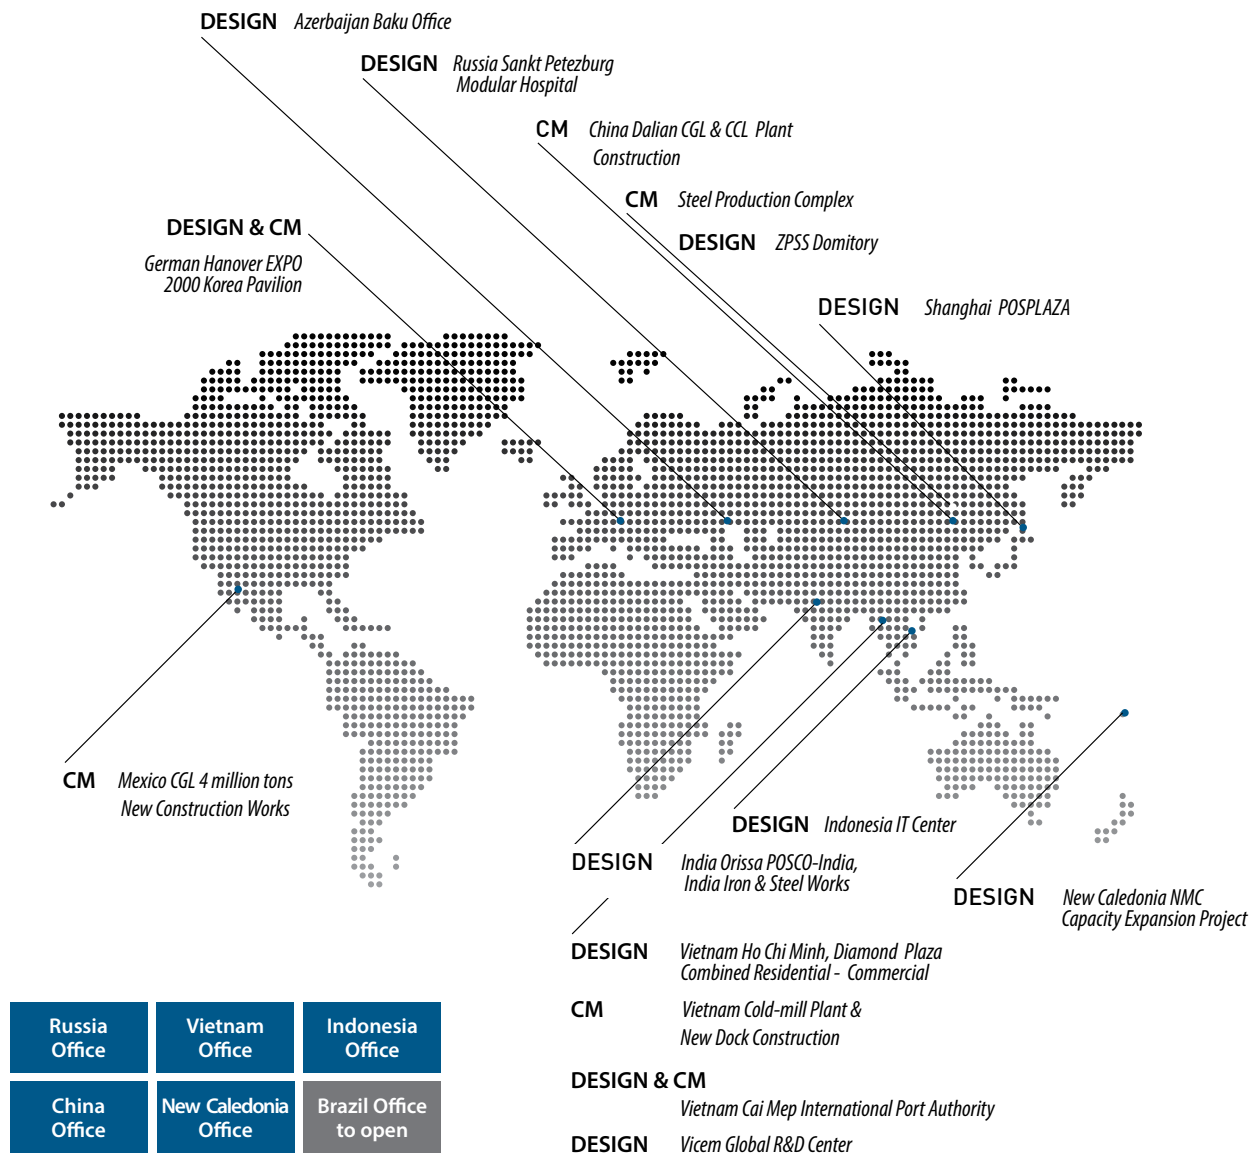 DESIGN Azerbaijan Baku Office
DESIGN Russia Sankt Petezburg
Modular Hospital
CM China Dalian CGL & CCL Plant
Construction
CM Steel Production Complex
DESIGN & CM
German Hanover EXPO
2000 Korea Pavilion
DESIGN ZPSS Domitory
DESIGN Shanghai POSPLAZA
CM Mexico CGL 4 million tons
New Construction Works
DESIGN Indonesia IT Center
DESIGN India Orissa POSCO-India,
India Iron & Steel Works
DESIGN New Caledonia NMC
Capacity Expansion Project
DESIGN Vietnam Ho Chi Minh, Diamond Plaza
Combined Residential - Commercial
CM Vietnam Cold-mill Plant &
New Dock Construction
DESIGN & CM
Vietnam Cai Mep International Port Authority
DESIGN Vicem Global R&D Center
Russia
Office
Vietnam
Office
Indonesia
Office
China
Office
New Caledonia
Office
Brazil Office
to open